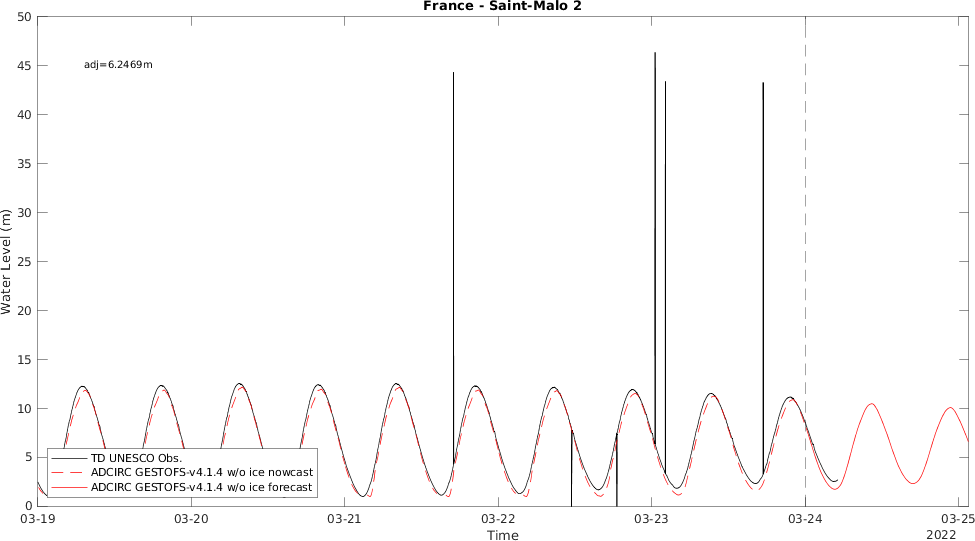 France - Saint-Malo 2
50
45
40
35
30
25
20
15
10
5
0
Water Level (m)
adj=6.2469m
TD UNESCO Obs.
ADCIRC GESTOFS-v4.1.4 w/o ice nowcast
ADCIRC GESTOFS-v4.1.4 w/o ice forecast
03-19
03-20
03-21
03-22
03-23
03-24
03-25
Time
2022